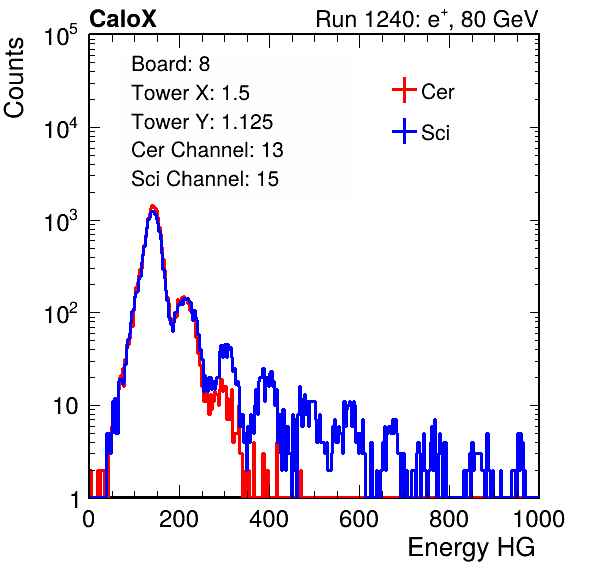 CaloX Run 1240: e⁺, 80 GeV
Counts
Board: 8
Tower X: 1.5
Tower Y: 1.125
Cer Channel: 13
Sci Channel: 15
Cer
Sci
10⁵
10⁴
10³
10²
10
1
0 200 400 600 800 1000
Energy HG